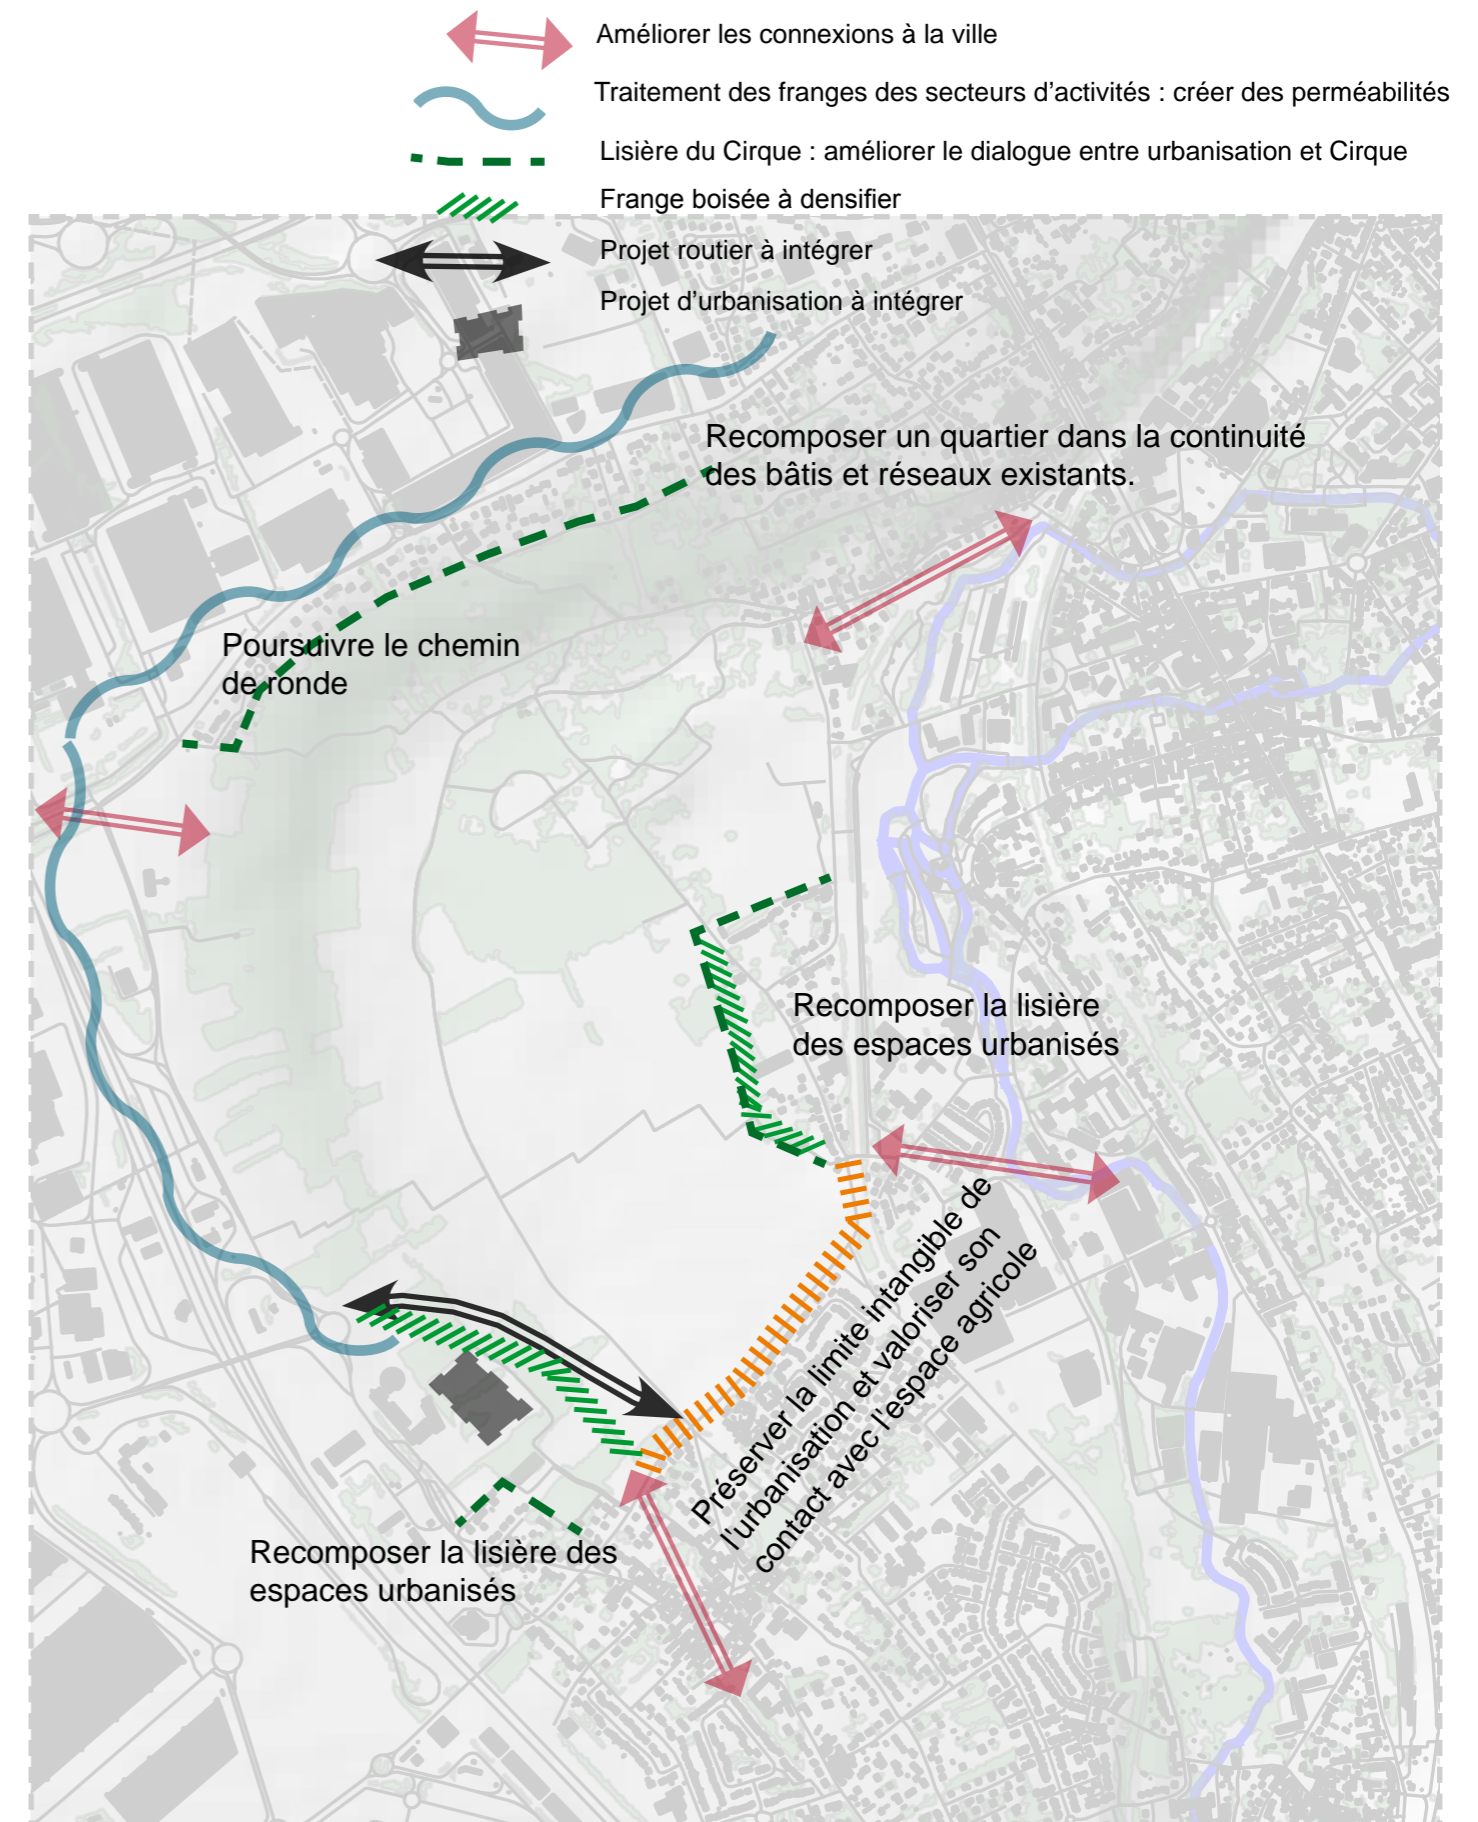 Améliorer les connexions à la ville
Traitement des franges des secteurs d'activités : créer des perméabilités
Lisière du Cirque : améliorer le dialogue entre urbanisation et Cirque
Frange boisée à densifier
Projet routier à intégrer
Projet d'urbanisation à intégrer
Recomposer un quartier dans la continuité
des bâtis et réseaux existants.
Poursuivre le chemin
de ronde
Recomposer la lisière
des espaces urbanisés
Préserver la limite intangible de
l'urbanisation et valoriser son
contact avec l'espace agricole
Recomposer la lisière des
espaces urbanisés